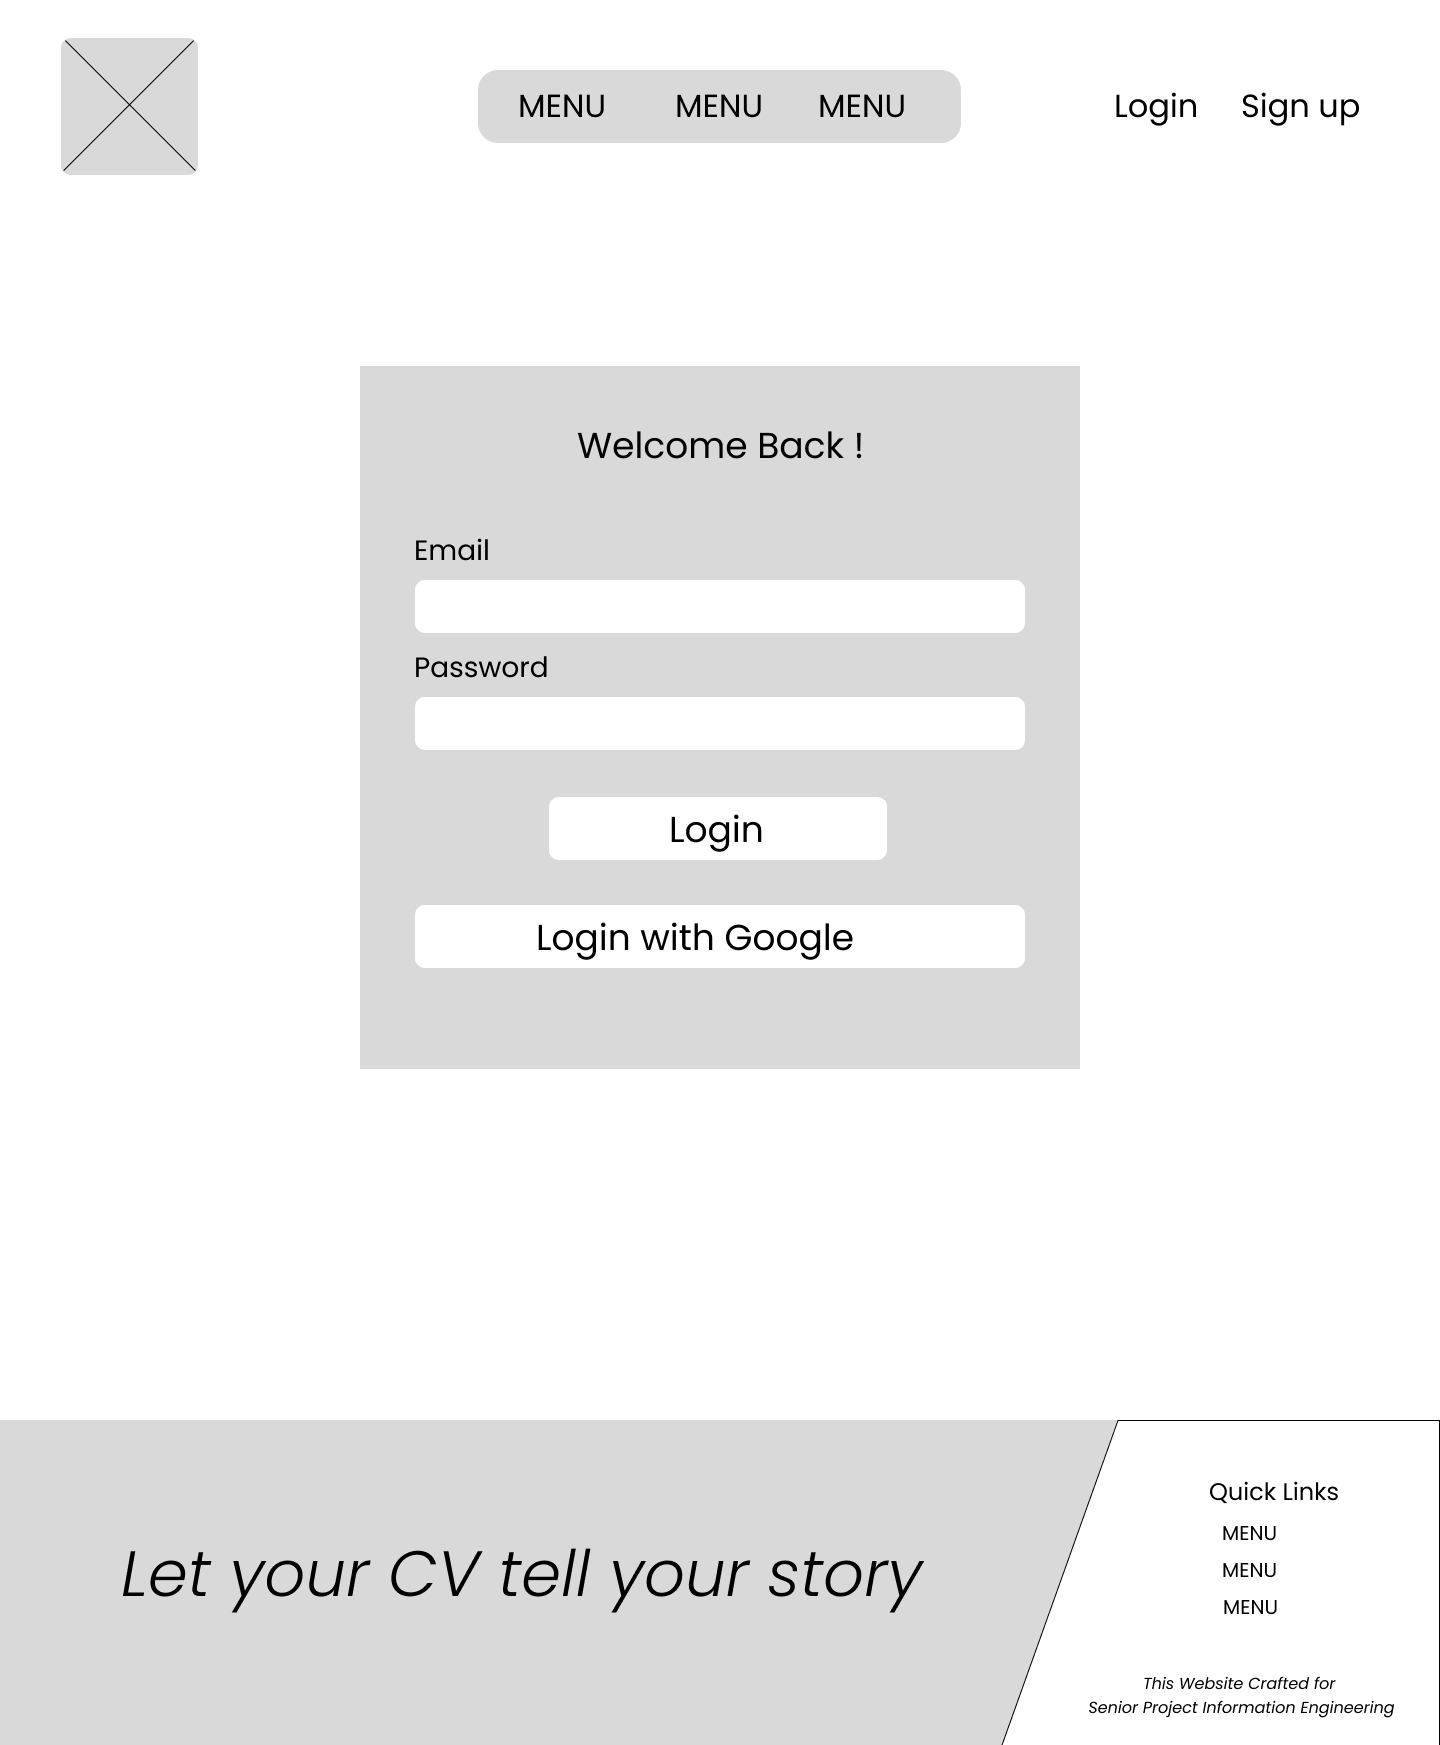 MENU MENU MENU Login Sign up
Welcome Back !
Email
Password
Login
Login with Google
Let your CV tell your story
Quick Links
MENU
MENU
MENU
This Website Crafted for
Senior Project Information Engineering